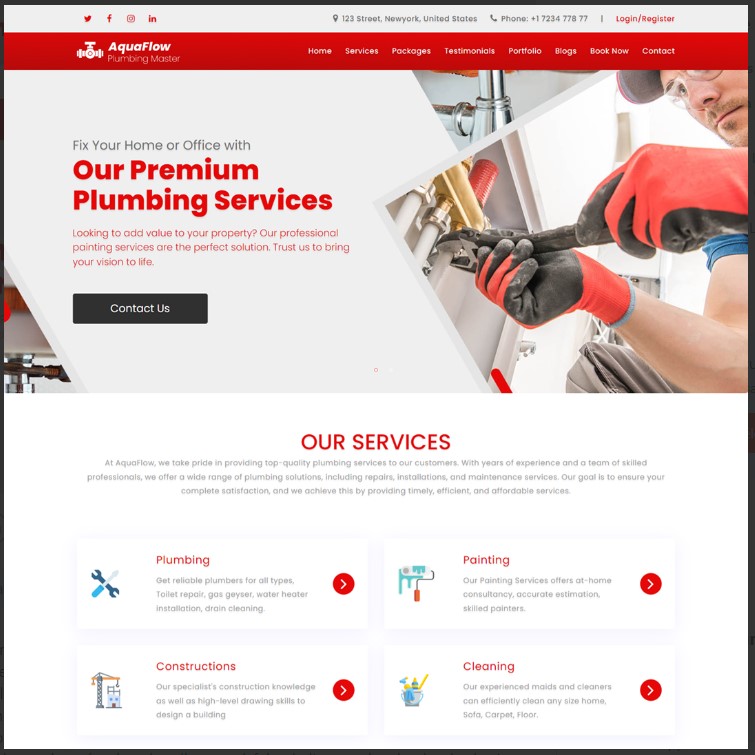 123 Street, Newyork, United States Phone: +1 7234 778 77 | Login/Register
AquaFlow
Plumbing Master
Home Services Packages Testimonials Portfolio Blogs Book Now Contact
Fix Your Home or Office with
Our Premium
Plumbing Services
Looking to add value to your property? Our professional
painting services are the perfect solution. Trust us to bring
your vision to life.
Contact Us
OUR SERVICES
At AquaFlow, we take pride in providing top-quality plumbing services to our customers. With years of experience and a team of skilled
professionals, we offer a wide range of plumbing solutions, including repairs, installations, and maintenance services. Our goal is to ensure your
complete satisfaction, and we achieve this by providing timely, efficient, and affordable services.
Plumbing
Get reliable plumbers for all types,
Toilet repair, gas geyser, water heater
installation, drain cleaning.
Painting
Our Painting Services offers at-home
consultancy, accurate estimation,
skilled painters.
Constructions
Our specialist's construction knowledge
as well as high-level drawing skills to
design a building
Cleaning
Our experienced maids and cleaners
can efficiently clean any size home,
Sofa, Carpet, Floor.